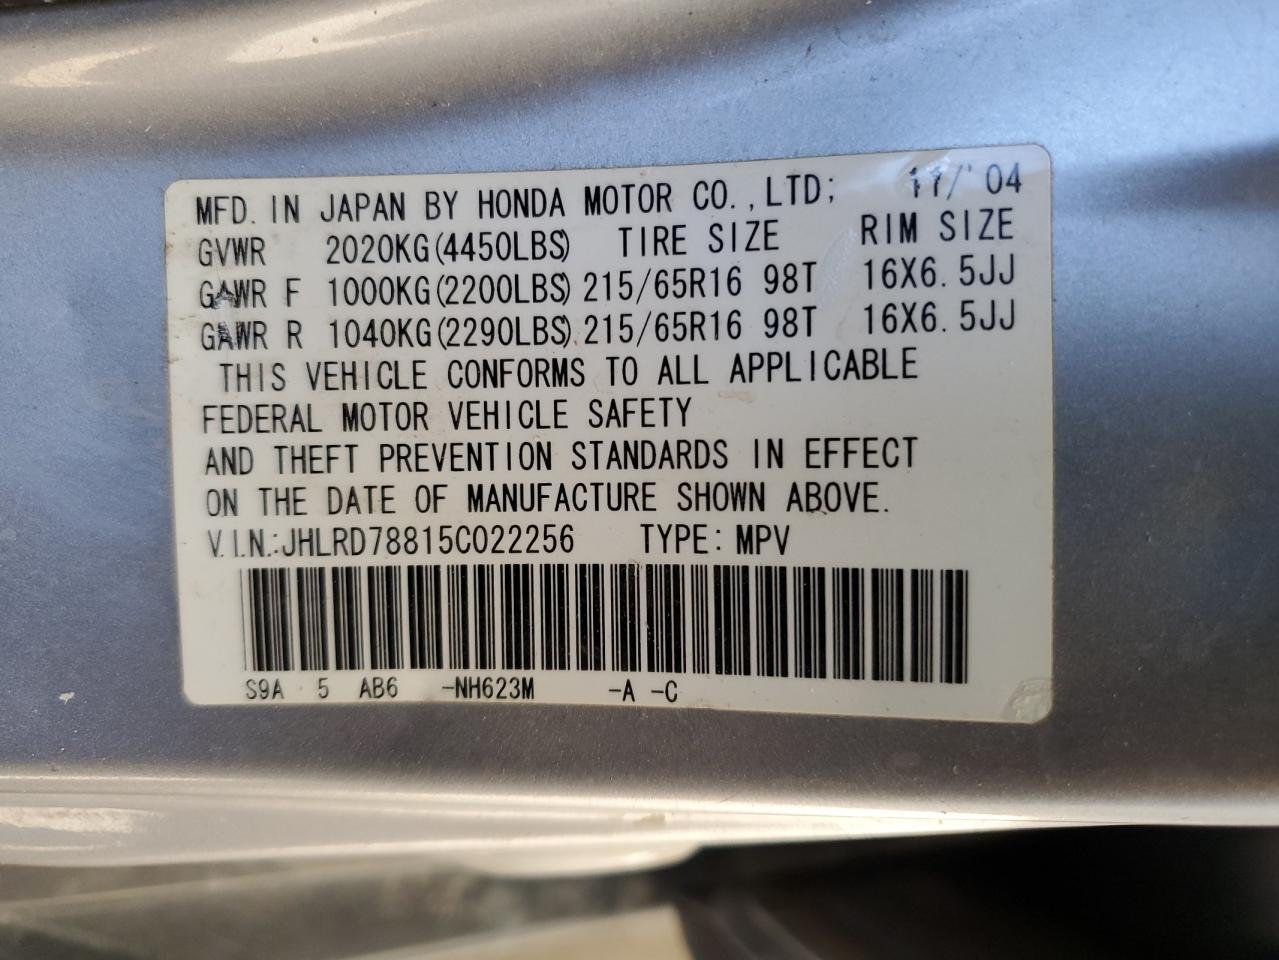 MFD. IN JAPAN BY HONDA MOTOR CO., LTD; 11/'04
GVWR 2020KG(4450LBS) TIRE SIZE RIM SIZE
GAWR F 1000KG(2200LBS) 215/65R16 98T 16X6.5JJ
GAWR R 1040KG(2290LBS) 215/65R16 98T 16X6.5JJ
THIS VEHICLE CONFORMS TO ALL APPLICABLE
FEDERAL MOTOR VEHICLE SAFETY
AND THEFT PREVENTION STANDARDS IN EFFECT
ON THE DATE OF MANUFACTURE SHOWN ABOVE.
V.I.N.:JHLRD78815C022256 TYPE: MPV
S9A 5 AB6 -NH623M -A -C